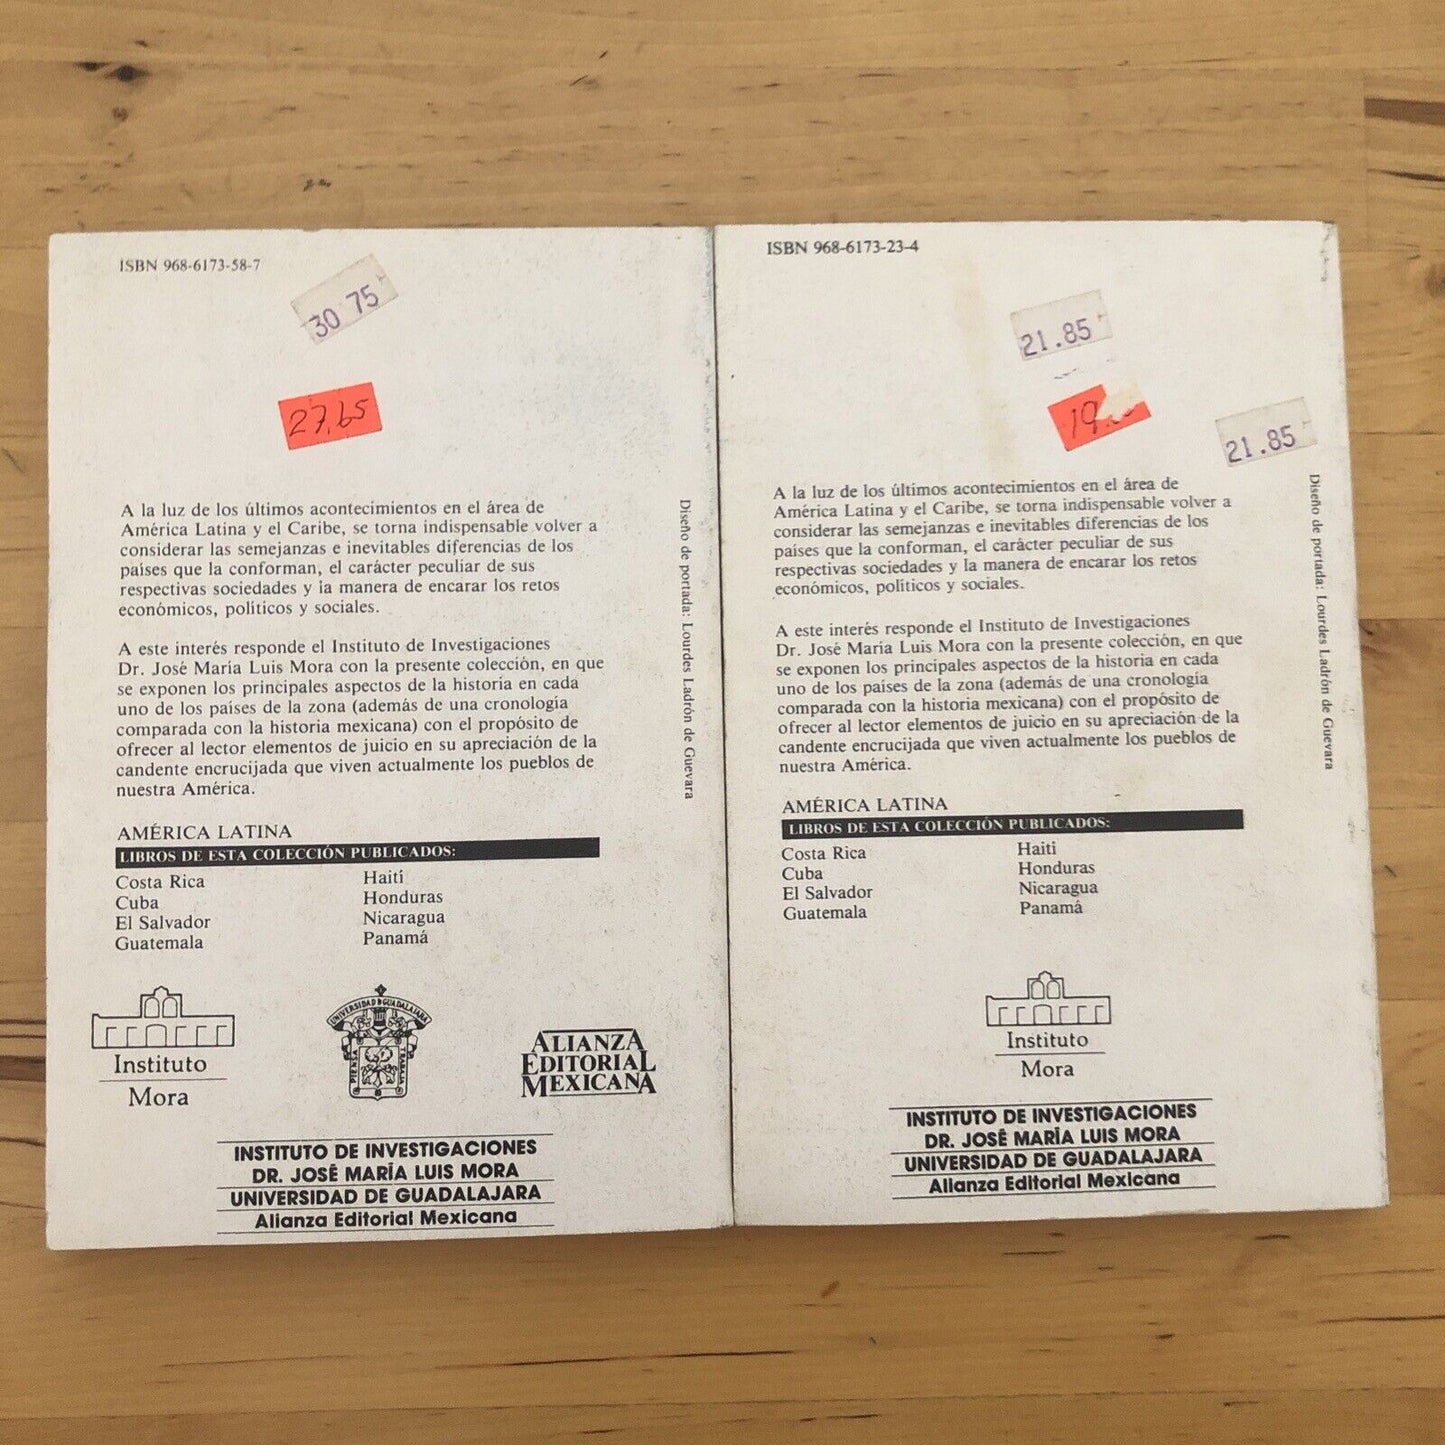 ISBN 968-6173-58-7
30 75
27.65
A la luz de los últimos acontecimientos en el área de
América Latina y el Caribe, se torna indispensable volver a
considerar las semejanzas e inevitables diferencias de los
países que la conforman, el carácter peculiar de sus
respectivas sociedades y la manera de encarar los retos
económicos, políticos y sociales.
A este interés responde el Instituto de Investigaciones
Dr. José María Luis Mora con la presente colección, en que
se exponen los principales aspectos de la historia en cada
uno de los países de la zona (además de una cronología
comparada con la historia mexicana) con el propósito de
ofrecer al lector elementos de juicio en su apreciación de la
candente encrucijada que viven actualmente los pueblos de
nuestra América.
Diseño de portada: Lourdes Ladrón de Guevara
AMÉRICA LATINA
LIBROS DE ESTA COLECCIÓN PUBLICADOS:
Costa Rica
Cuba
El Salvador
Guatemala
Haití
Honduras
Nicaragua
Panamá
Instituto
Mora
UNIVERSIDAD D GUADALAJARA
PIENSA
TRABAJA
ALIANZA
EDITORIAL
MEXICANA
INSTITUTO DE INVESTIGACIONES
DR. JOSÉ MARÍA LUIS MORA
UNIVERSIDAD DE GUADALAJARA
Alianza Editorial Mexicana
ISBN 968-6173-23-4
21.85
19.
21.85
A la luz de los últimos acontecimientos en el área de
América Latina y el Caribe, se torna indispensable volver a
considerar las semejanzas e inevitables diferencias de los
países que la conforman, el carácter peculiar de sus
respectivas sociedades y la manera de encarar los retos
económicos, políticos y sociales.
A este interés responde el Instituto de Investigaciones
Dr. José María Luis Mora con la presente colección, en que
se exponen los principales aspectos de la historia en cada
uno de los países de la zona (además de una cronología
comparada con la historia mexicana) con el propósito de
ofrecer al lector elementos de juicio en su apreciación de la
candente encrucijada que viven actualmente los pueblos de
nuestra América.
Diseño de portada: Lourdes Ladrón de Guevara
AMÉRICA LATINA
LIBROS DE ESTA COLECCIÓN PUBLICADOS:
Costa Rica
Cuba
El Salvador
Guatemala
Haiti
Honduras
Nicaragua
Panamá
Instituto
Mora
INSTITUTO DE INVESTIGACIONES
DR. JOSÉ MARÍA LUIS MORA
UNIVERSIDAD DE GUADALAJARA
Alianza Editorial Mexicana